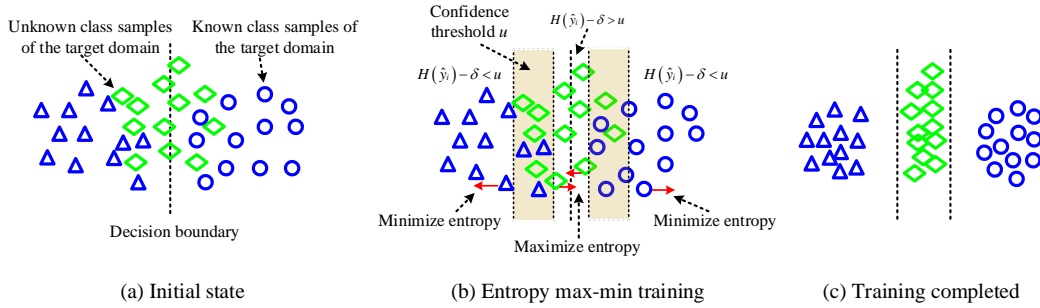 Unknown class samples
of the target domain
Known class samples of
the target domain
Decision boundary
(a) Initial state
Confidence
threshold u
H(ŷᵢ)−δ>u
H(ŷᵢ)−δ<u
H(ŷᵢ)−δ<u
Minimize entropy
Maximize entropy
Minimize entropy
(b) Entropy max-min training
(c) Training completed